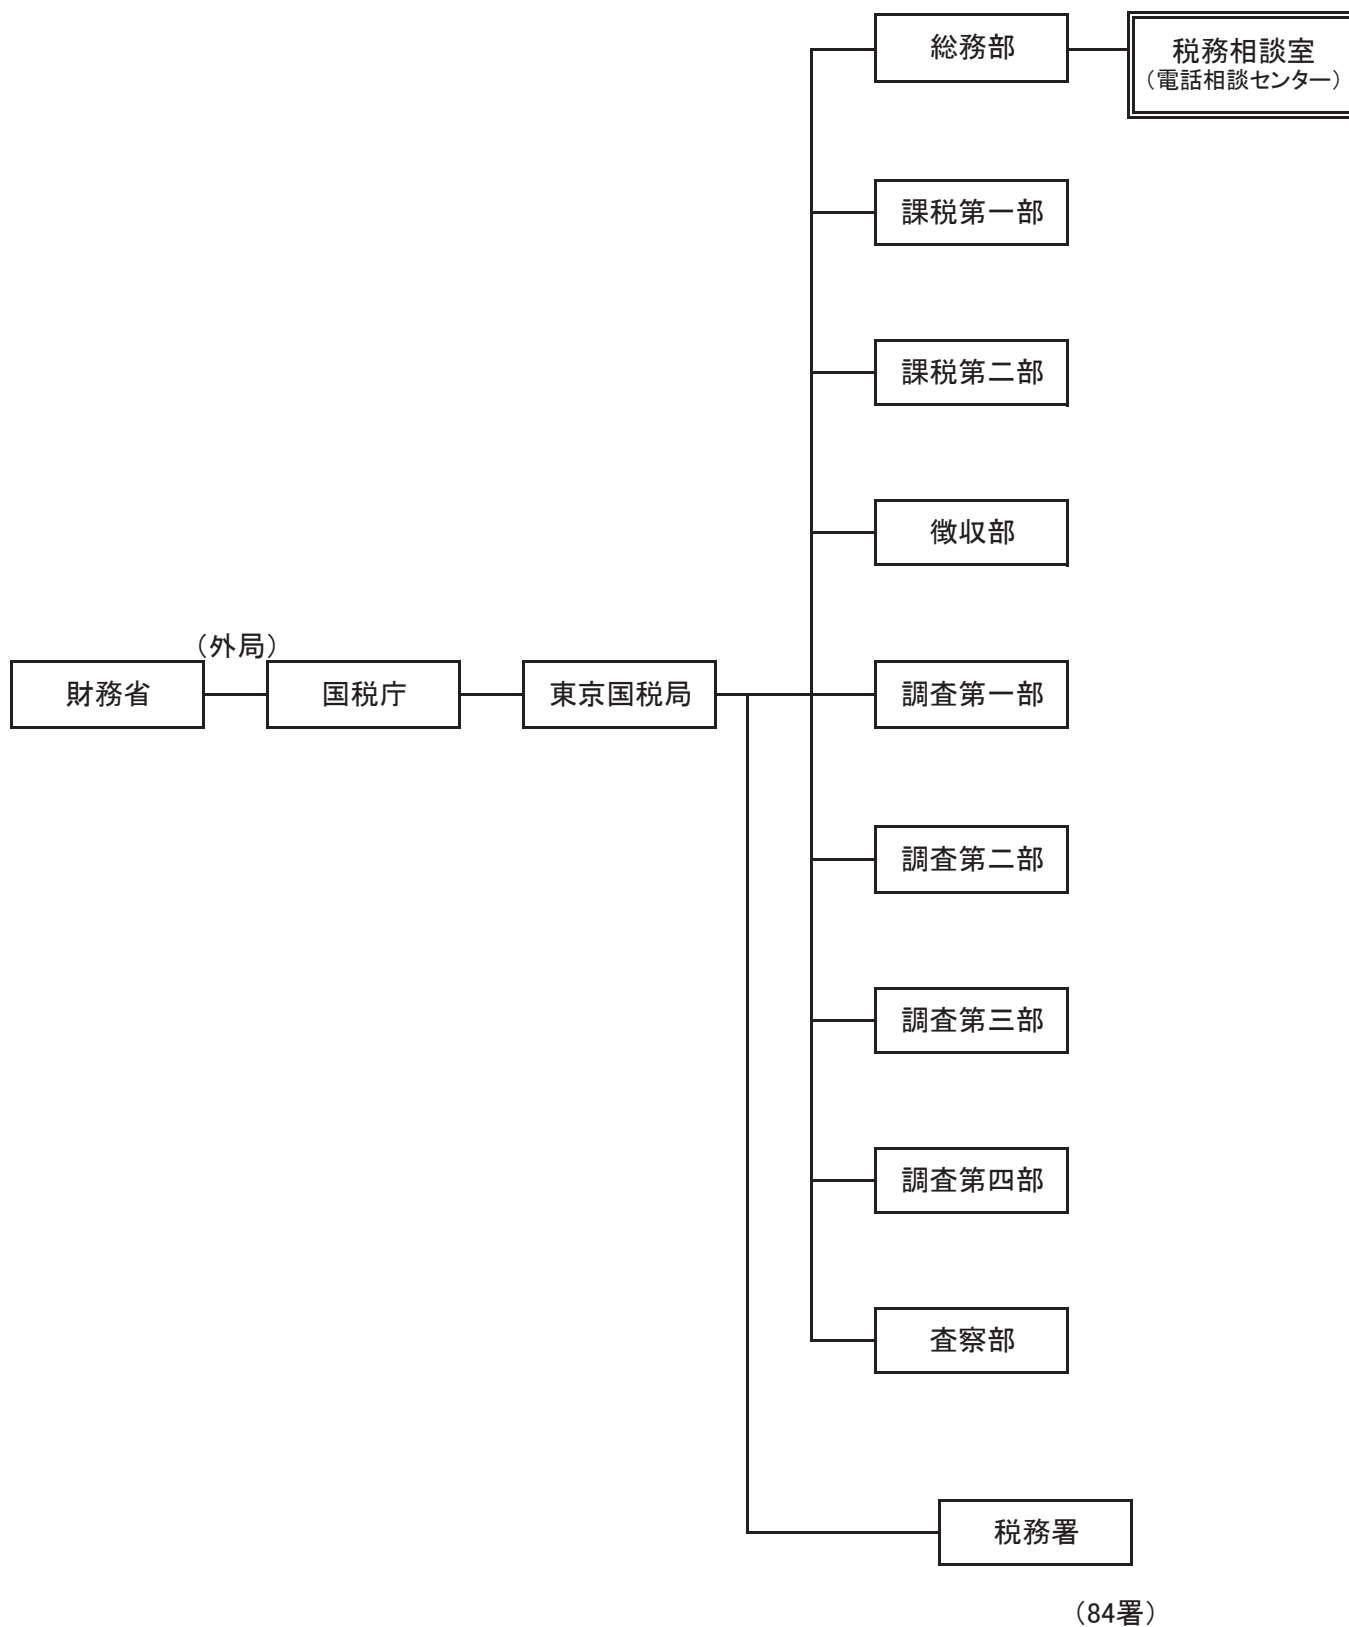 総務部
税務相談室
（電話相談センター）
課税第一部
課税第二部
徴収部
（外局）
財務省
国税庁
東京国税局
調査第一部
調査第二部
調査第三部
調査第四部
査察部
税務署
（84署）